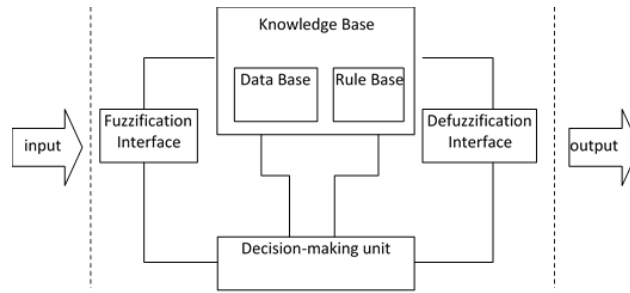 Knowledge Base
Data Base
Rule Base
Fuzzification
Interface
Defuzzification
Interface
input
output
Decision-making unit